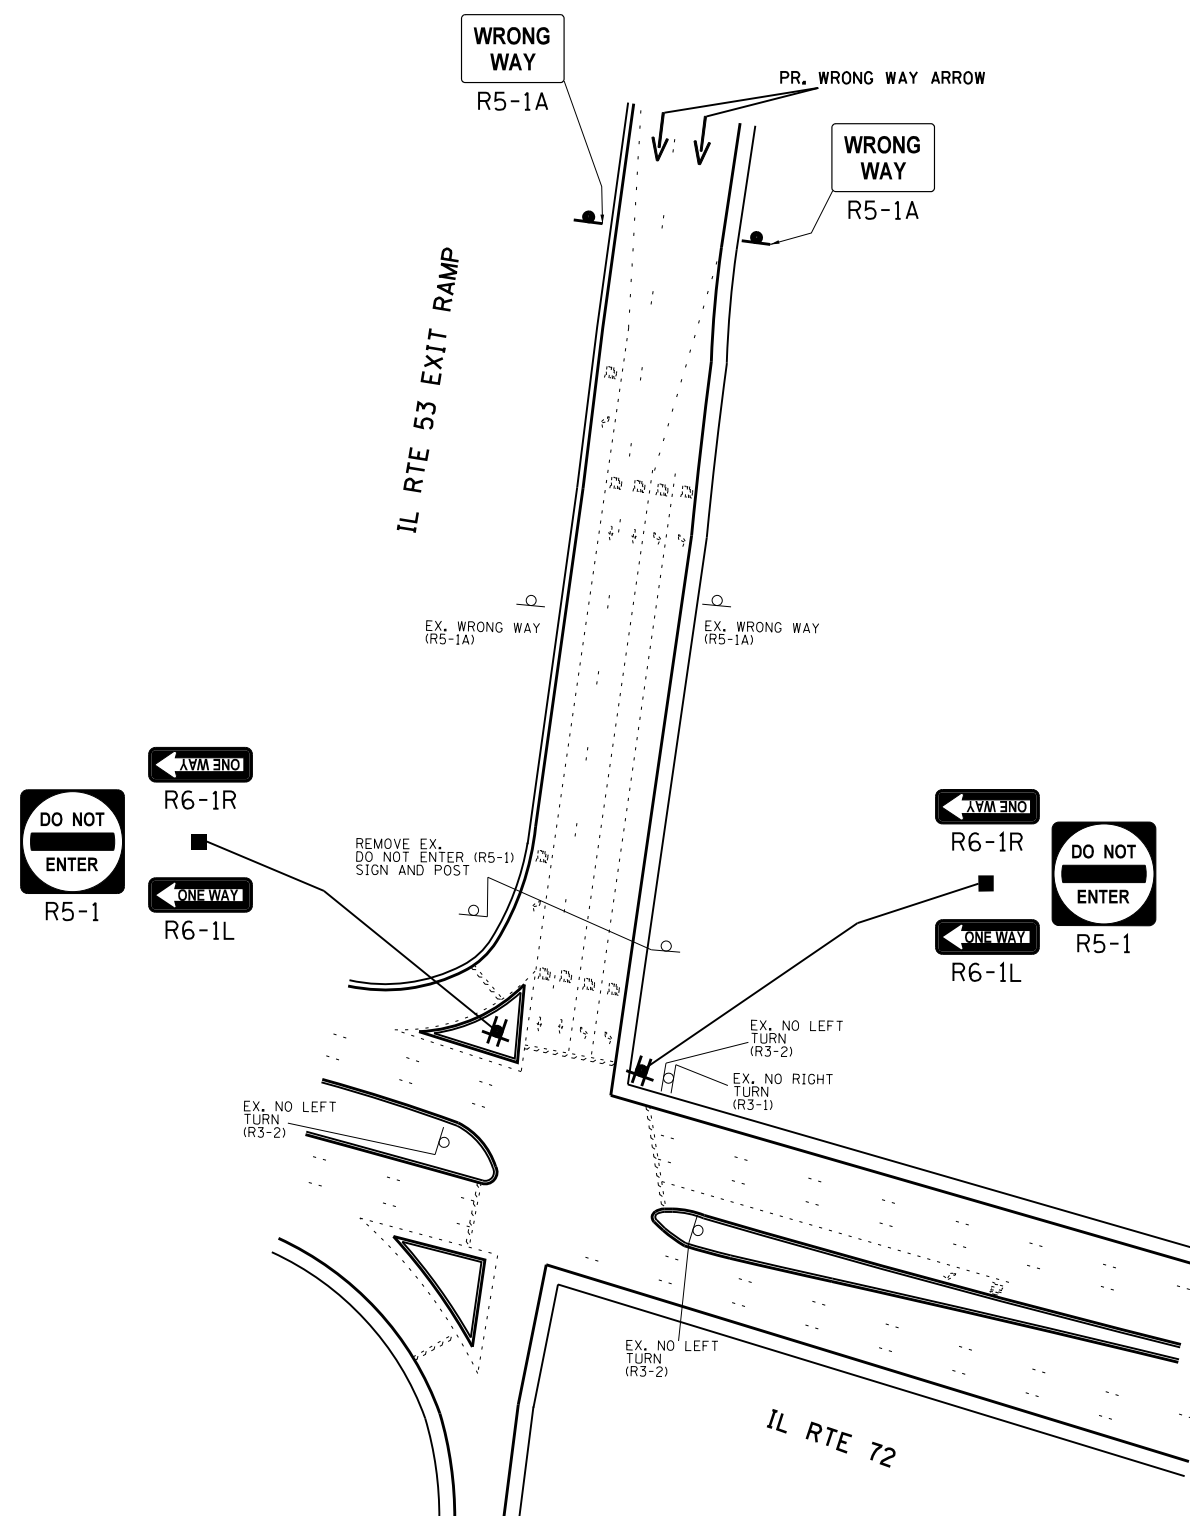 WRONG
WAY
R5-1A
PR. WRONG WAY ARROW
WRONG
WAY
R5-1A
IL RTE 53 EXIT RAMP
EX. WRONG WAY
(R5-1A)
EX. WRONG WAY
(R5-1A)
ONE WAY
R6-1R
DO NOT
ENTER
R5-1
ONE WAY
R6-1L
REMOVE EX.
DO NOT ENTER (R5-1)
SIGN AND POST
ONE WAY
R6-1R
DO NOT
ENTER
R5-1
ONE WAY
R6-1L
EX. NO LEFT
TURN
(R3-2)
EX. NO RIGHT
TURN
(R3-1)
EX. NO LEFT
TURN
(R3-2)
EX. NO LEFT
TURN
(R3-2)
IL RTE 72